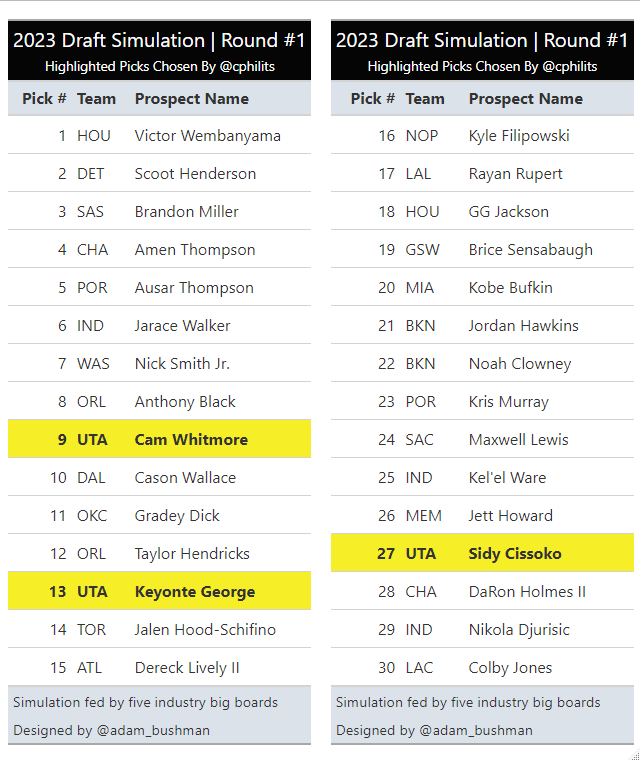 2023 Draft Simulation | Round #1
Highlighted Picks Chosen By @cphilits
Pick # Team Prospect Name
1 HOU Victor Wembanyama
2 DET Scoot Henderson
3 SAS Brandon Miller
4 CHA Amen Thompson
5 POR Ausar Thompson
6 IND Jarace Walker
7 WAS Nick Smith Jr.
8 ORL Anthony Black
9 UTA Cam Whitmore
10 DAL Cason Wallace
11 OKC Gradey Dick
12 ORL Taylor Hendricks
13 UTA Keyonte George
14 TOR Jalen Hood-Schifino
15 ATL Dereck Lively II
Simulation fed by five industry big boards
Designed by @adam_bushman
2023 Draft Simulation | Round #1
Highlighted Picks Chosen By @cphilits
Pick # Team Prospect Name
16 NOP Kyle Filipowski
17 LAL Rayan Rupert
18 HOU GG Jackson
19 GSW Brice Sensabaugh
20 MIA Kobe Bufkin
21 BKN Jordan Hawkins
22 BKN Noah Clowney
23 POR Kris Murray
24 SAC Maxwell Lewis
25 IND Kel'el Ware
26 MEM Jett Howard
27 UTA Sidy Cissoko
28 CHA DaRon Holmes II
29 IND Nikola Djurisic
30 LAC Colby Jones
Simulation fed by five industry big boards
Designed by @adam_bushman